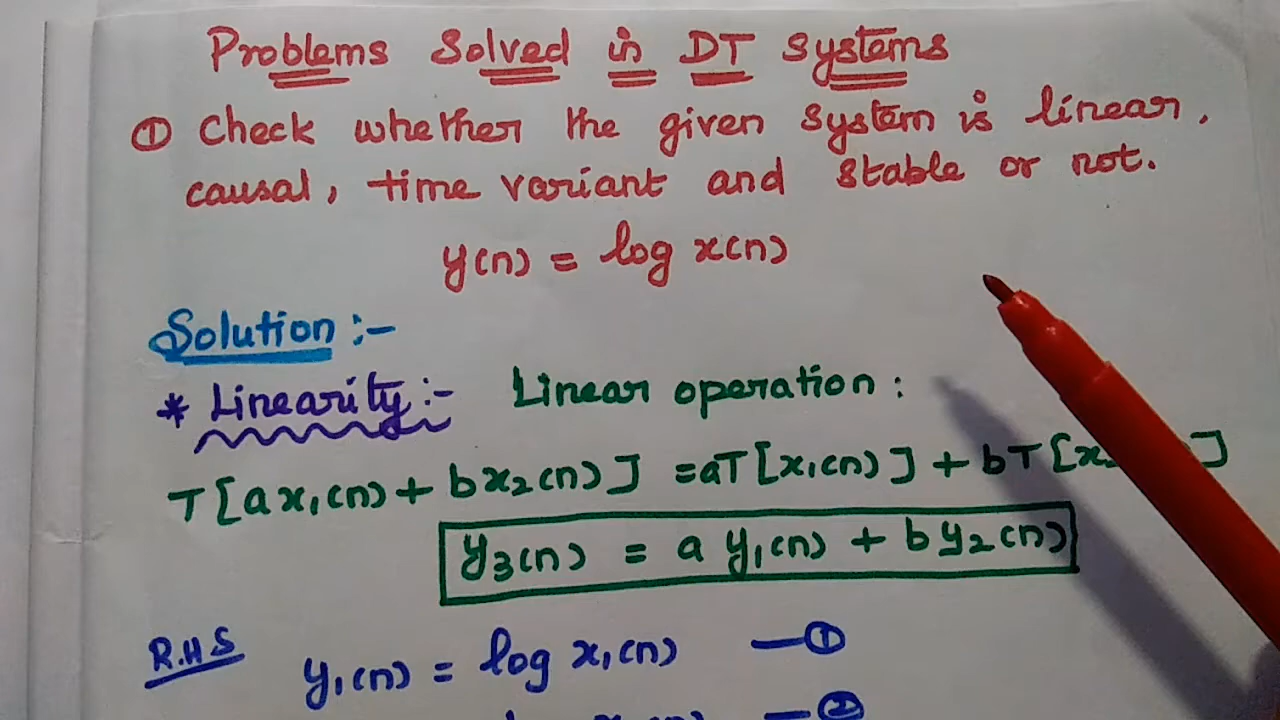 Problems Solved in DT Systems
① Check whether the given system is linear,
causal, time variant and stable or not.
y(n) = log x(n)
Solution :-
* Linearity :- Linear operation :
T[ax₁(n) + bx₂(n)] = aT[x₁(n)] + bT[x
y₃(n) = a y₁(n) + b y₂(n)
R.H.S
y₁(n) = log x₁(n) — ①
— ②